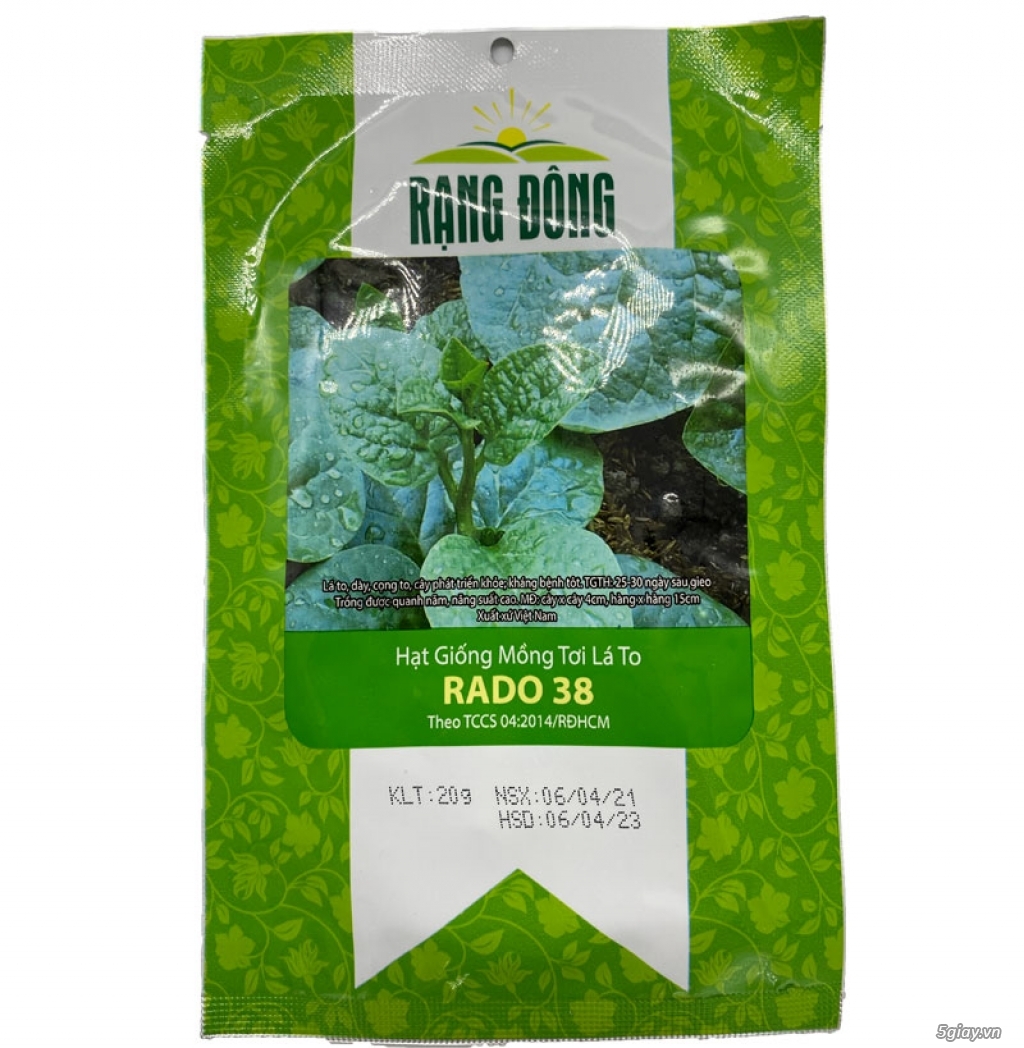 RẠNG ĐÔNG
Lá to, dày, cọng to, cây phát triển khỏe; kháng bệnh tốt. TGTH: 25-30 ngày sau gieo
Trồng được quanh năm, năng suất cao. MĐ: cây x cây 4cm, hàng x hàng 15cm
Xuất xứ Việt Nam
Hạt Giống Mồng Tơi Lá To
RADO 38
Theo TCCS 04:2014/RĐHCM
KLT:20g NSX:06/04/21
HSD:06/04/23
5giay.vn